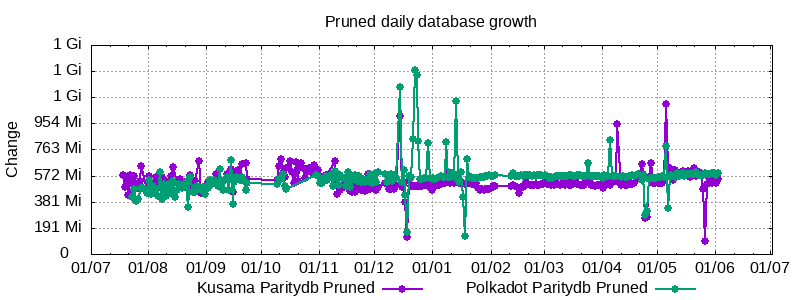 Pruned daily database growth
Change
1 Gi
1 Gi
1 Gi
954 Mi
763 Mi
572 Mi
381 Mi
191 Mi
0
01/07 01/08 01/09 01/10 01/11 01/12 01/01 01/02 01/03 01/04 01/05 01/06 01/07
Kusama Paritydb Pruned Polkadot Paritydb Pruned